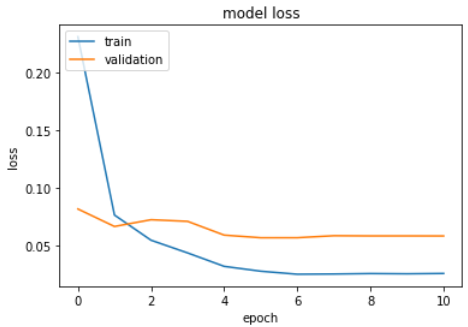 model loss
train
validation
0.20
0.15
0.10
0.05
loss
0
2
4
6
8
10
epoch